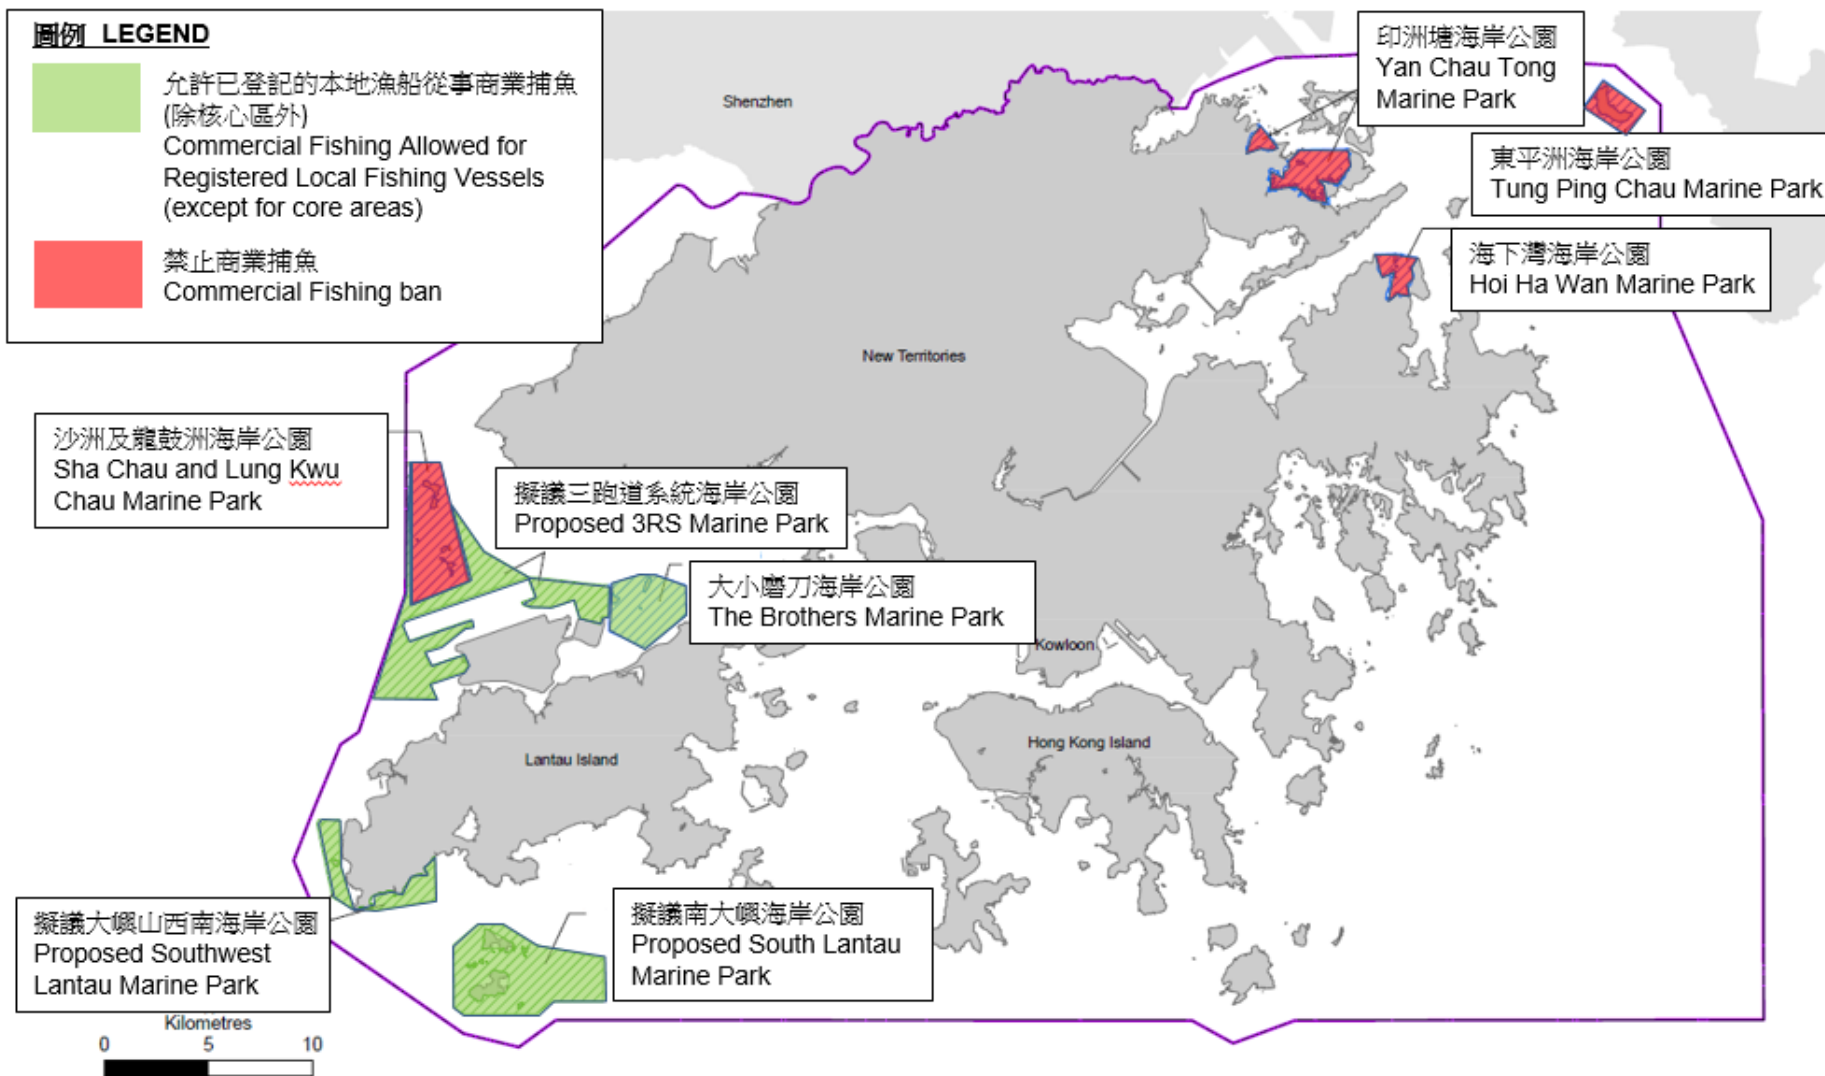 圖例 LEGEND
允許已登記的本地漁船從事商業捕魚
(除核心區外)
Commercial Fishing Allowed for
Registered Local Fishing Vessels
(except for core areas)
禁止商業捕魚
Commercial Fishing ban
Shenzhen
印洲塘海岸公園
Yan Chau Tong
Marine Park
東平洲海岸公園
Tung Ping Chau Marine Park
海下灣海岸公園
Hoi Ha Wan Marine Park
New Territories
沙洲及龍鼓洲海岸公園
Sha Chau and Lung Kwu
Chau Marine Park
擬議三跑道系統海岸公園
Proposed 3RS Marine Park
大小磨刀海岸公園
The Brothers Marine Park
Kowloon
Hong Kong Island
Lantau Island
擬議大嶼山西南海岸公園
Proposed Southwest
Lantau Marine Park
擬議南大嶼海岸公園
Proposed South Lantau
Marine Park
Kilometres
0 5 10